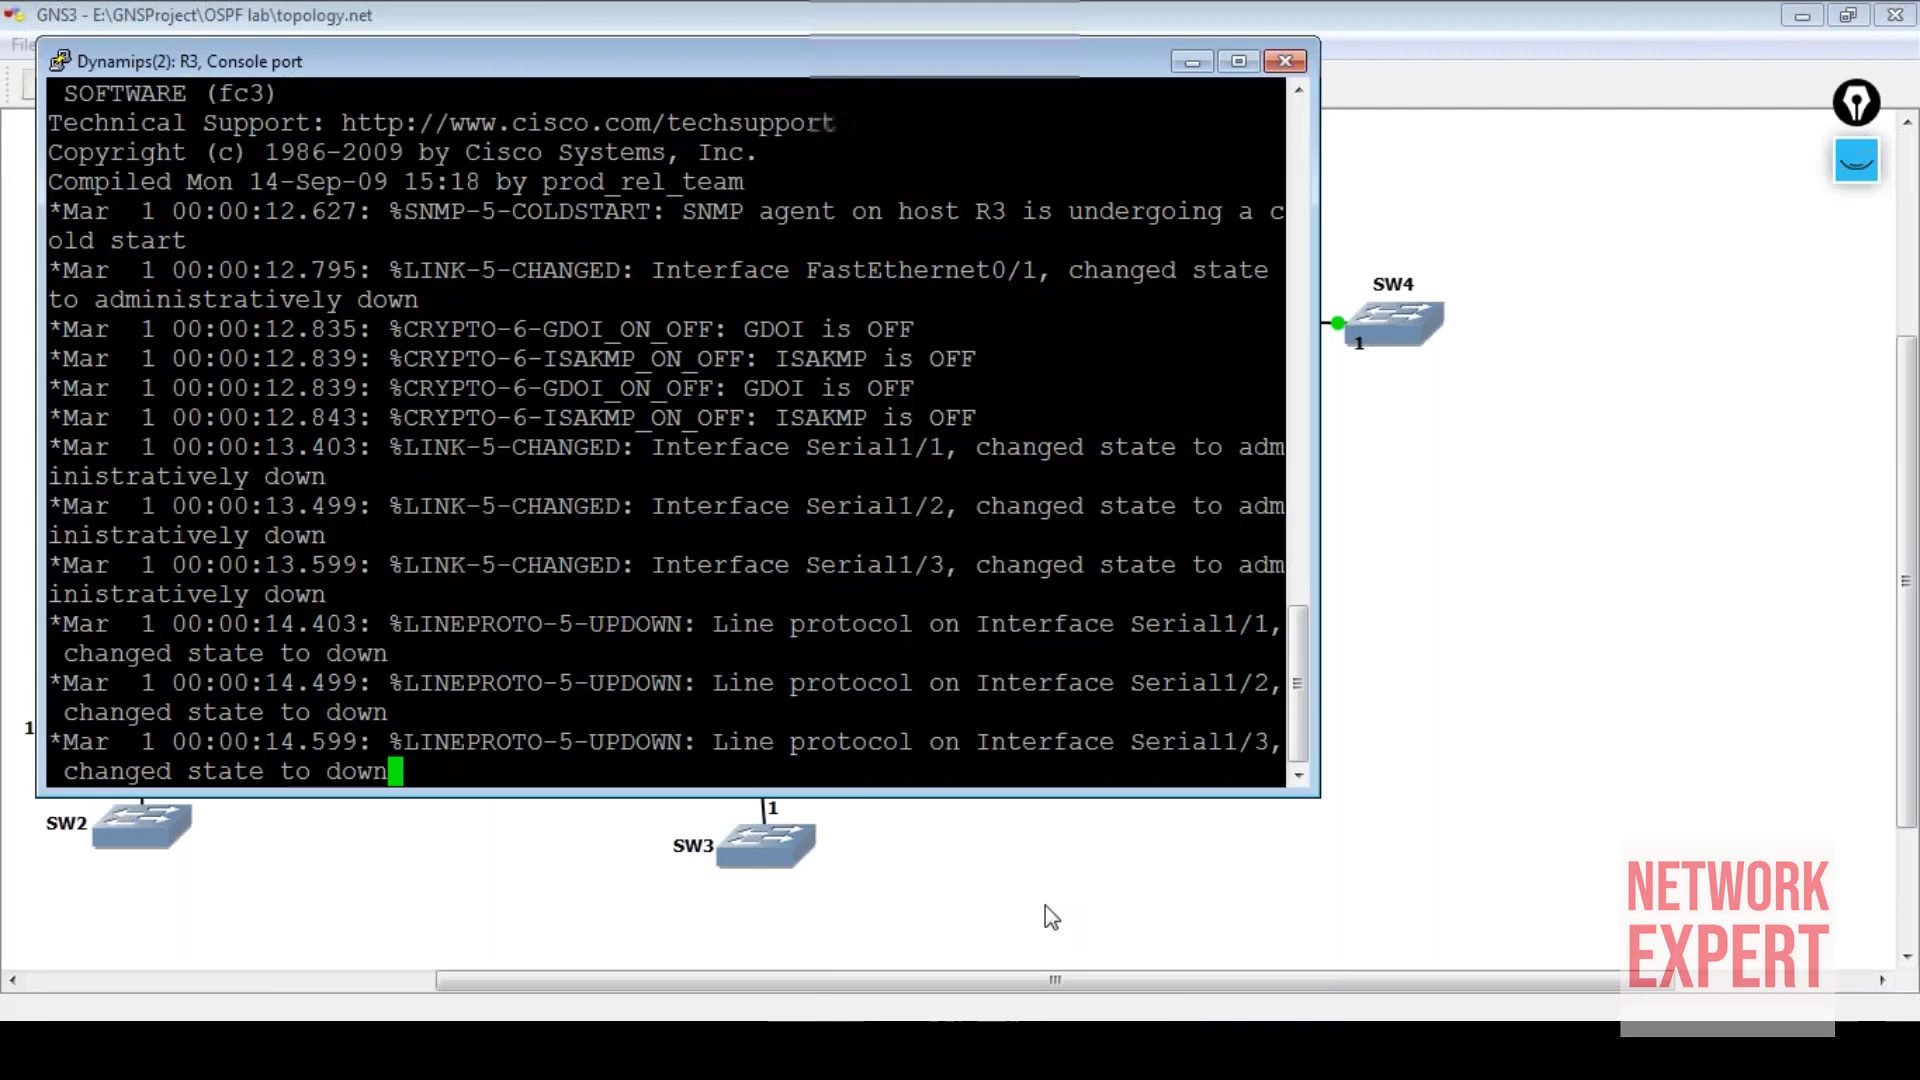 GNS3 - E:\GNSProject\OSPF lab\topology.net
File
Dynamips(2): R3, Console port
SOFTWARE (fc3)
Technical Support: http://www.cisco.com/techsupport
Copyright (c) 1986-2009 by Cisco Systems, Inc.
Compiled Mon 14-Sep-09 15:18 by prod_rel_team
*Mar  1 00:00:12.627: %SNMP-5-COLDSTART: SNMP agent on host R3 is undergoing a c
old start
*Mar  1 00:00:12.795: %LINK-5-CHANGED: Interface FastEthernet0/1, changed state
to administratively down
*Mar  1 00:00:12.835: %CRYPTO-6-GDOI_ON_OFF: GDOI is OFF
*Mar  1 00:00:12.839: %CRYPTO-6-ISAKMP_ON_OFF: ISAKMP is OFF
*Mar  1 00:00:12.839: %CRYPTO-6-GDOI_ON_OFF: GDOI is OFF
*Mar  1 00:00:12.843: %CRYPTO-6-ISAKMP_ON_OFF: ISAKMP is OFF
*Mar  1 00:00:13.403: %LINK-5-CHANGED: Interface Serial1/1, changed state to adm
inistratively down
*Mar  1 00:00:13.499: %LINK-5-CHANGED: Interface Serial1/2, changed state to adm
inistratively down
*Mar  1 00:00:13.599: %LINK-5-CHANGED: Interface Serial1/3, changed state to adm
inistratively down
*Mar  1 00:00:14.403: %LINEPROTO-5-UPDOWN: Line protocol on Interface Serial1/1,
changed state to down
*Mar  1 00:00:14.499: %LINEPROTO-5-UPDOWN: Line protocol on Interface Serial1/2,
changed state to down
*Mar  1 00:00:14.599: %LINEPROTO-5-UPDOWN: Line protocol on Interface Serial1/3,
changed state to down
SW4
1
1
SW2
1
SW3
NETWORK
EXPERT